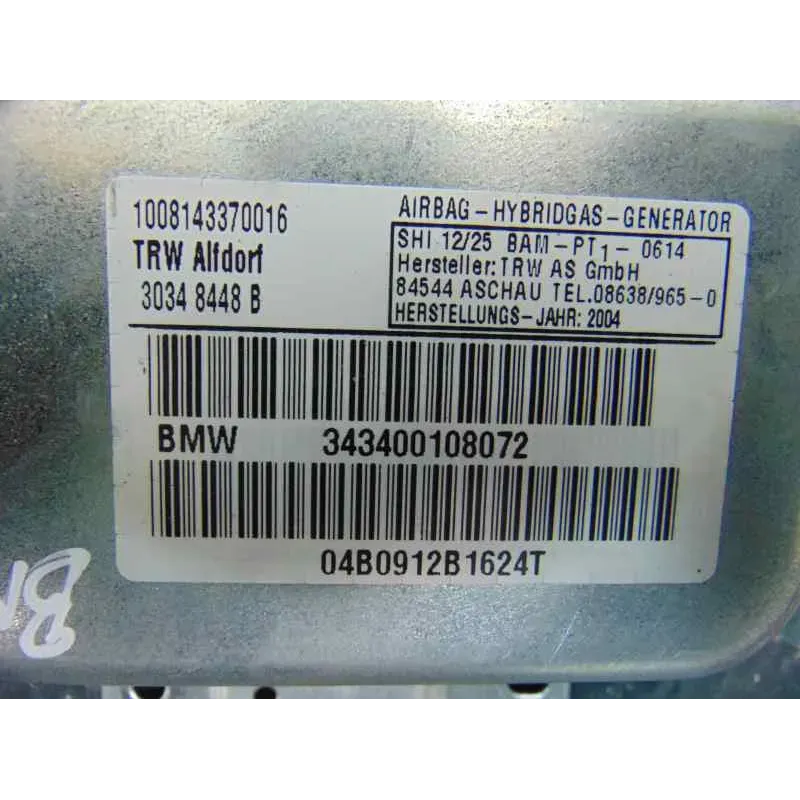 1008143370016
TRW Alfdorf
3034 8448 B
AIRBAG-HYBRIDGAS-GENERATOR
SHI 12/25 BAM-PT1- 0614
Hersteller: TRW AS GmbH
84544 ASCHAU TEL.08638/965-0
HERSTELLUNGS-JAHR: 2004
BMW 343400108072
04B0912B1624T